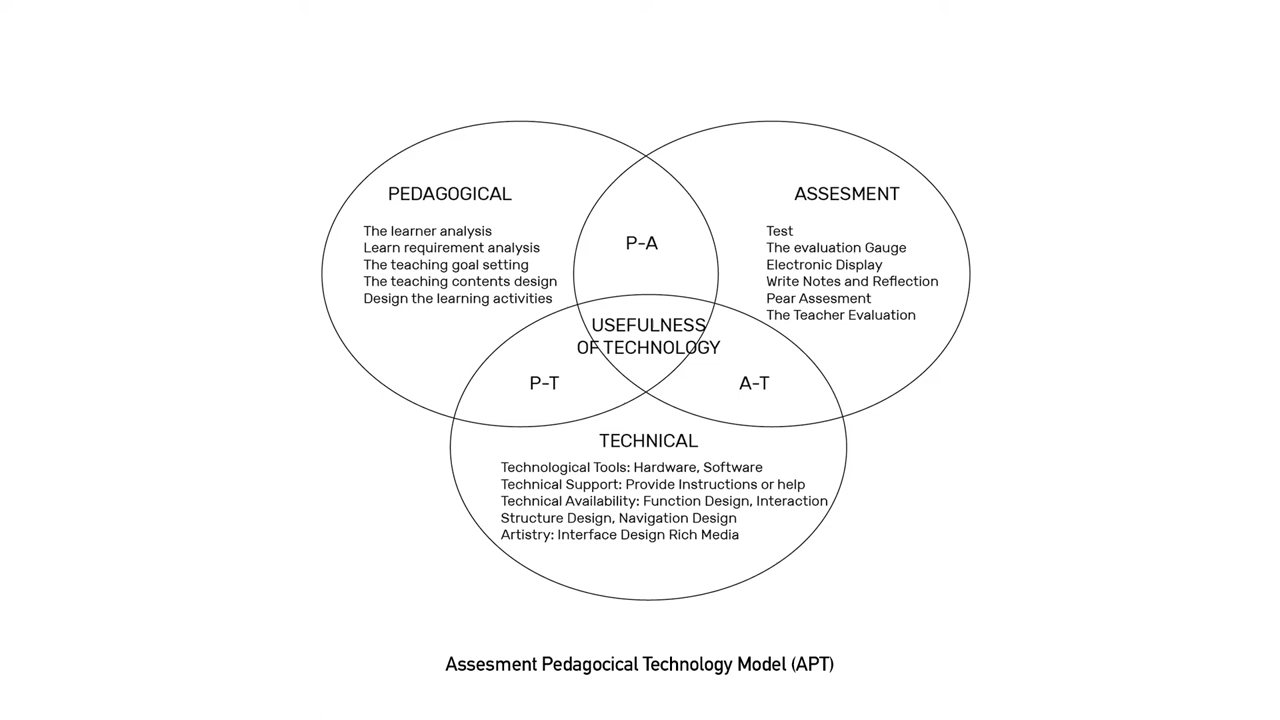 PEDAGOGICAL
The learner analysis
Learn requirement analysis
The teaching goal setting
The teaching contents design
Design the learning activities
P-A
ASSESMENT
Test
The evaluation Gauge
Electronic Display
Write Notes and Reflection
Pear Assesment
The Teacher Evaluation
USEFULNESS
OF TECHNOLOGY
P-T
A-T
TECHNICAL
Technological Tools: Hardware, Software
Technical Support: Provide Instructions or help
Technical Availability: Function Design, Interaction
Structure Design, Navigation Design
Artistry: Interface Design Rich Media
Assesment Pedagocical Technology Model (APT)